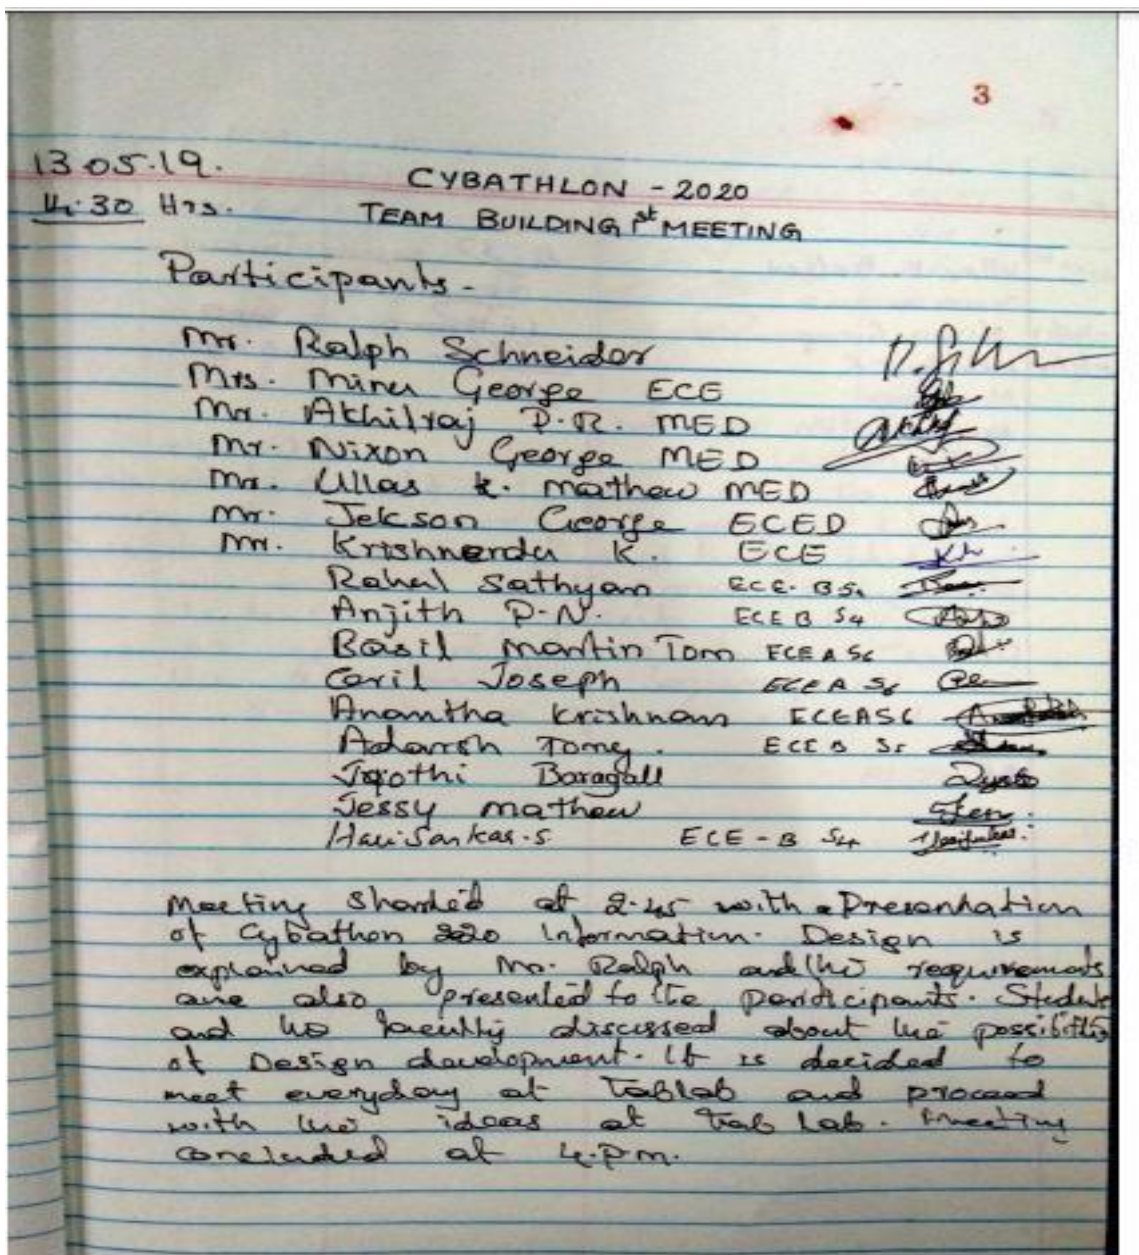 3
13.05.19.
CYBATHLON - 2020
14.30 Hrs.
TEAM BUILDING 1st MEETING
Participants -
Mr. Ralph Schneider
Mrs. Minu George ECE
Mr. Akhilraj P.R. MED
Mr. Nixon George MED
Mr. Ullas K. Mathew MED
Mr. Jekson George ECED
Mr. Krishnendu K. ECE
Rahul Sathyan ECE-B S4
Anjith P.N. ECE B S4
Basil Martin Tom ECE A S6
Caril Joseph ECE A S6
Anantha Krishnan ECE A S6
Adarsh Tomy. ECE B
Jyothi Baragall
Jessy Mathew
Hari Sankar.S ECE - B S4
Meeting started at 2.45 with a Presentation
of Cybathon 2020 information. Design is
explained by Mr. Ralph and the requirements
are also presented to the participants. Students
and the faculty discussed about the possibilities
of Design development. It is decided to
meet everyday at Fablab and proceed
with the ideas at Fab Lab. Meeting
concluded at 4.Pm.